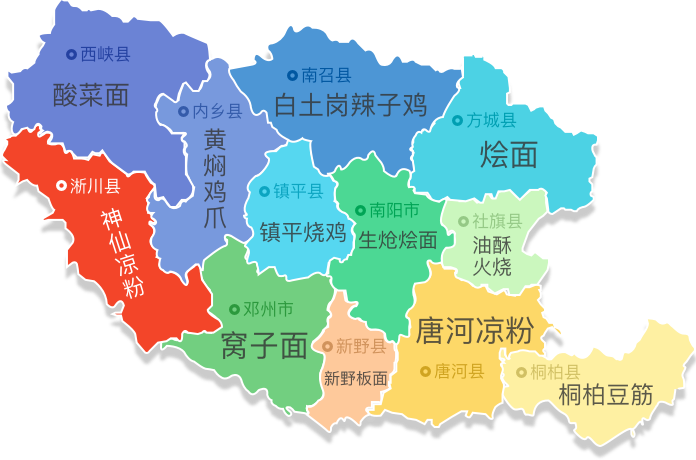 西峡县
酸菜面
南召县
白土岗辣子鸡
内乡县
黄焖鸡爪
方城县
烩面
淅川县
神仙凉粉
镇平县
镇平烧鸡
南阳市
生炝烩面
社旗县
油酥
火烧
邓州市
窝子面
新野县
新野板面
唐河凉粉
唐河县
桐柏县
桐柏豆筋